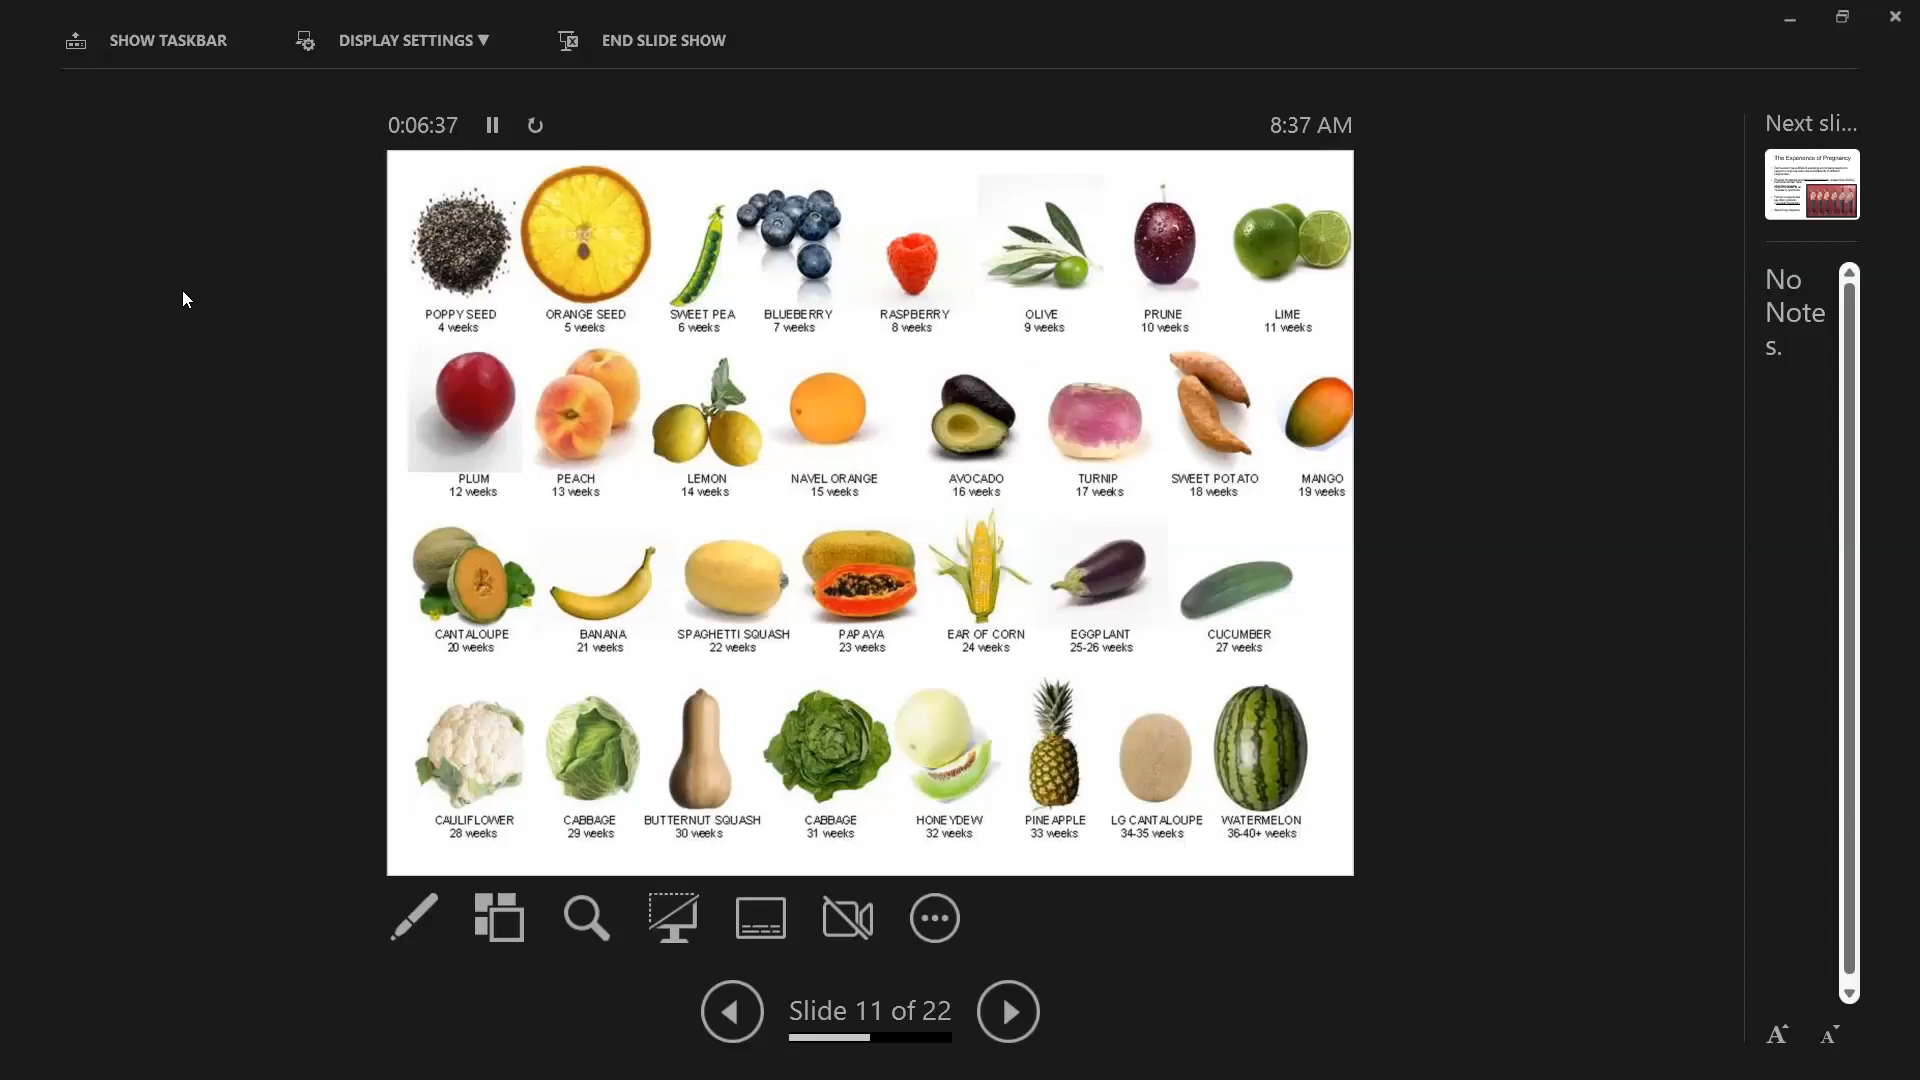 SHOW TASKBAR
DISPLAY SETTINGS ▼
END SLIDE SHOW
0:06:37
8:37 AM
Next sli...
The Experience of Pregnancy
POPPY SEED
4 weeks
ORANGE SEED
5 weeks
SWEET PEA
6 weeks
BLUEBERRY
7 weeks
RASPBERRY
8 weeks
OLIVE
9 weeks
PRUNE
10 weeks
LIME
11 weeks
PLUM
12 weeks
PEACH
13 weeks
LEMON
14 weeks
NAVEL ORANGE
15 weeks
AVOCADO
16 weeks
TURNIP
17 weeks
SWEET POTATO
18 weeks
MANGO
19 weeks
CANTALOUPE
20 weeks
BANANA
21 weeks
SPAGHETTI SQUASH
22 weeks
PAPAYA
23 weeks
EAR OF CORN
24 weeks
EGGPLANT
25-26 weeks
CUCUMBER
27 weeks
CAULIFLOWER
28 weeks
CABBAGE
29 weeks
BUTTERNUT SQUASH
30 weeks
CABBAGE
31 weeks
HONEYDEW
32 weeks
PINEAPPLE
33 weeks
LG CANTALOUPE
34-35 weeks
WATERMELON
36-40+ weeks
No
Note
s.
Slide 11 of 22
A
A